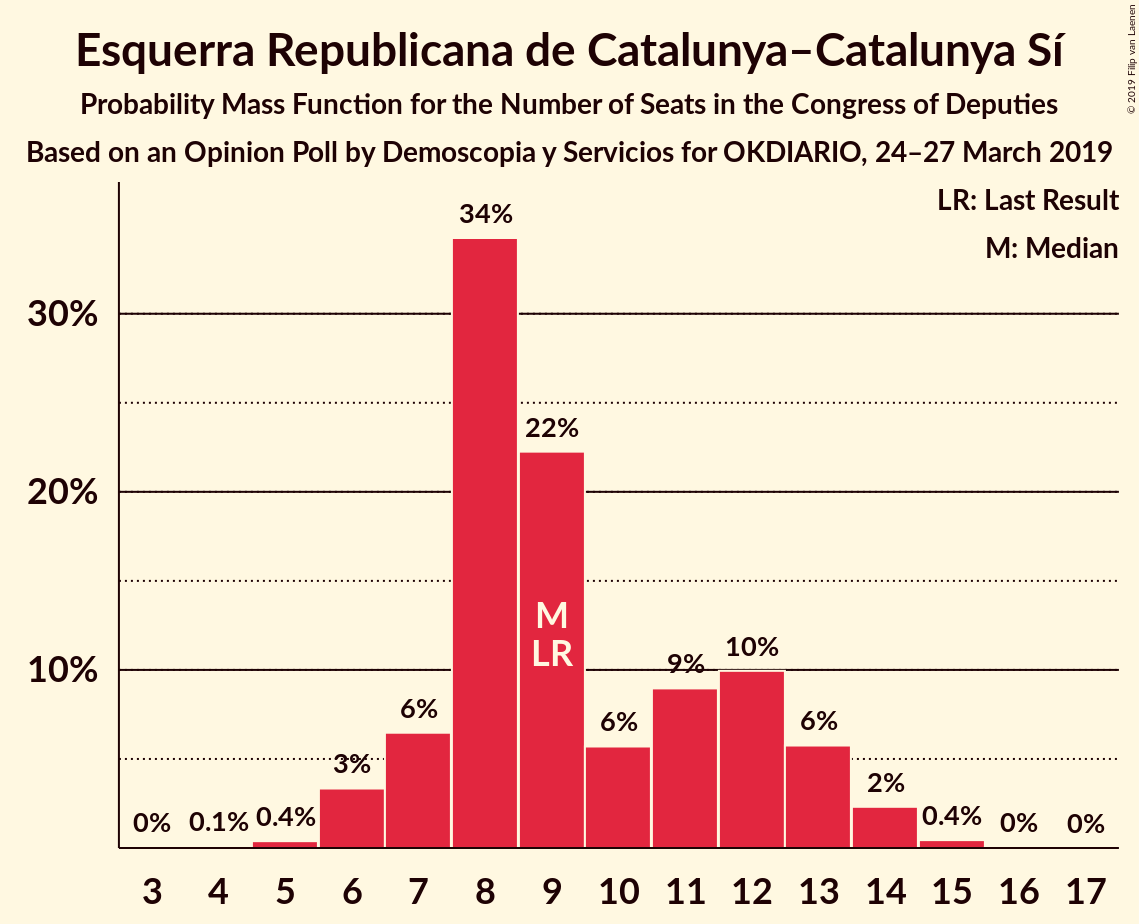 Esquerra Republicana de Catalunya–Catalunya Sí
Probability Mass Function for the Number of Seats in the Congress of Deputies
Based on an Opinion Poll by Demoscopia y Servicios for OKDIARIO, 24–27 March 2019
© 2019 Filip van Laenen
LR: Last Result
M: Median
34%
30%
22%
20%
M
LR
10%
10%
9%
6%
6%
6%
3%
2%
0%
0.1%
0.4%
0.4%
0%
0%
3 4 5 6 7 8 9 10 11 12 13 14 15 16 17